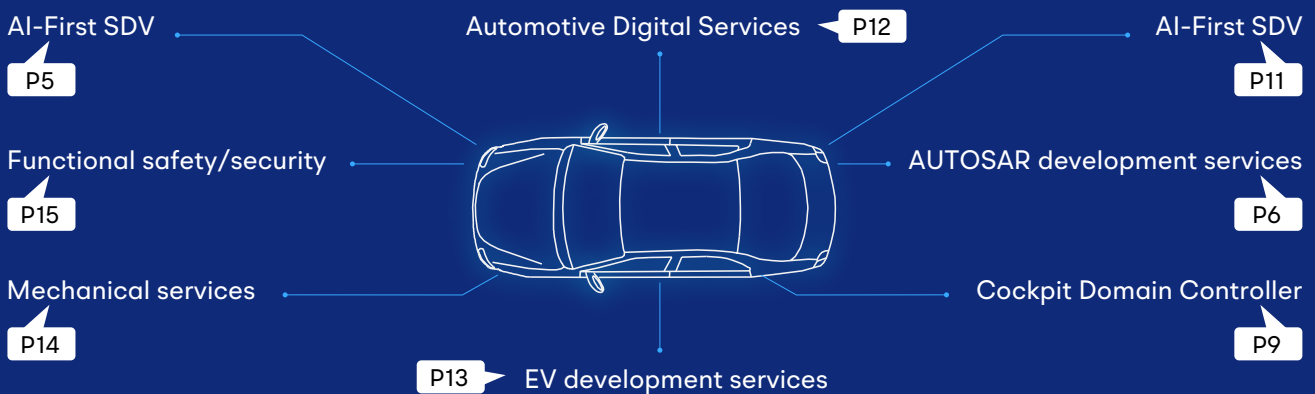 AI-First SDV
P5
Automotive Digital Services
P12
AI-First SDV
P11
Functional safety/security
P15
AUTOSAR development services
P6
Mechanical services
P14
Cockpit Domain Controller
P9
P13
EV development services